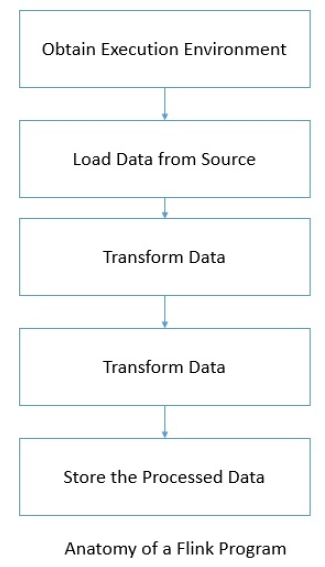 Obtain Execution Environment
Load Data from Source
Transform Data
Transform Data
Store the Processed Data
Anatomy of a Flink Program